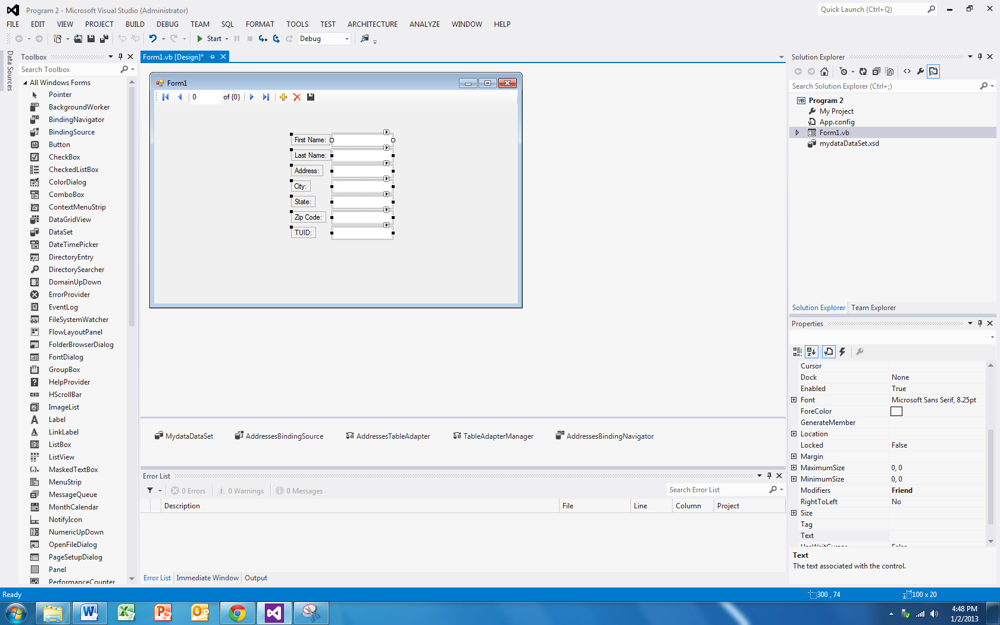 Program 2 - Microsoft Visual Studio (Administrator)
Quick Launch (Ctrl+Q)
FILE EDIT VIEW PROJECT BUILD DEBUG TEAM SQL FORMAT TOOLS TEST ARCHITECTURE ANALYZE WINDOW HELP
Start Debug
Data Sources
Toolbox
Search Toolbox
All Windows Forms
Pointer
BackgroundWorker
BindingNavigator
BindingSource
Button
CheckBox
CheckedListBox
ColorDialog
ComboBox
ContextMenuStrip
DataGridView
DataSet
DateTimePicker
DirectoryEntry
DirectorySearcher
DomainUpDown
ErrorProvider
EventLog
FileSystemWatcher
FlowLayoutPanel
FolderBrowserDialog
FontDialog
GroupBox
HelpProvider
HScrollBar
ImageList
Label
LinkLabel
ListBox
ListView
MaskedTextBox
MenuStrip
MessageQueue
MonthCalendar
NotifyIcon
NumericUpDown
OpenFileDialog
PageSetupDialog
Panel
PerformanceCounter
Form1.vb [Design]*
Form1
0 of {0}
First Name:
Last Name:
Address:
City:
State:
Zip Code:
TUID:
MydataDataSet AddressesBindingSource AddressesTableAdapter TableAdapterManager AddressesBindingNavigator
Error List
0 Errors 0 Warnings 0 Messages Search Error List
Description File Line Column Project
Error List Immediate Window Output
Solution Explorer
Search Solution Explorer (Ctrl+;)
VB Program 2
My Project
App.config
Form1.vb
mydataDataSet.xsd
Solution Explorer Team Explorer
Properties
Cursor
Dock None
Enabled True
Font Microsoft Sans Serif, 8.25pt
ForeColor
GenerateMember
Location
Locked False
Margin
MaximumSize 0, 0
MinimumSize 0, 0
Modifiers Friend
RightToLeft No
Size
Tag
Text
UseWaitCursor False
Text
The text associated with the control.
Ready 300 , 74 100 x 20
4:48 PM
1/2/2013